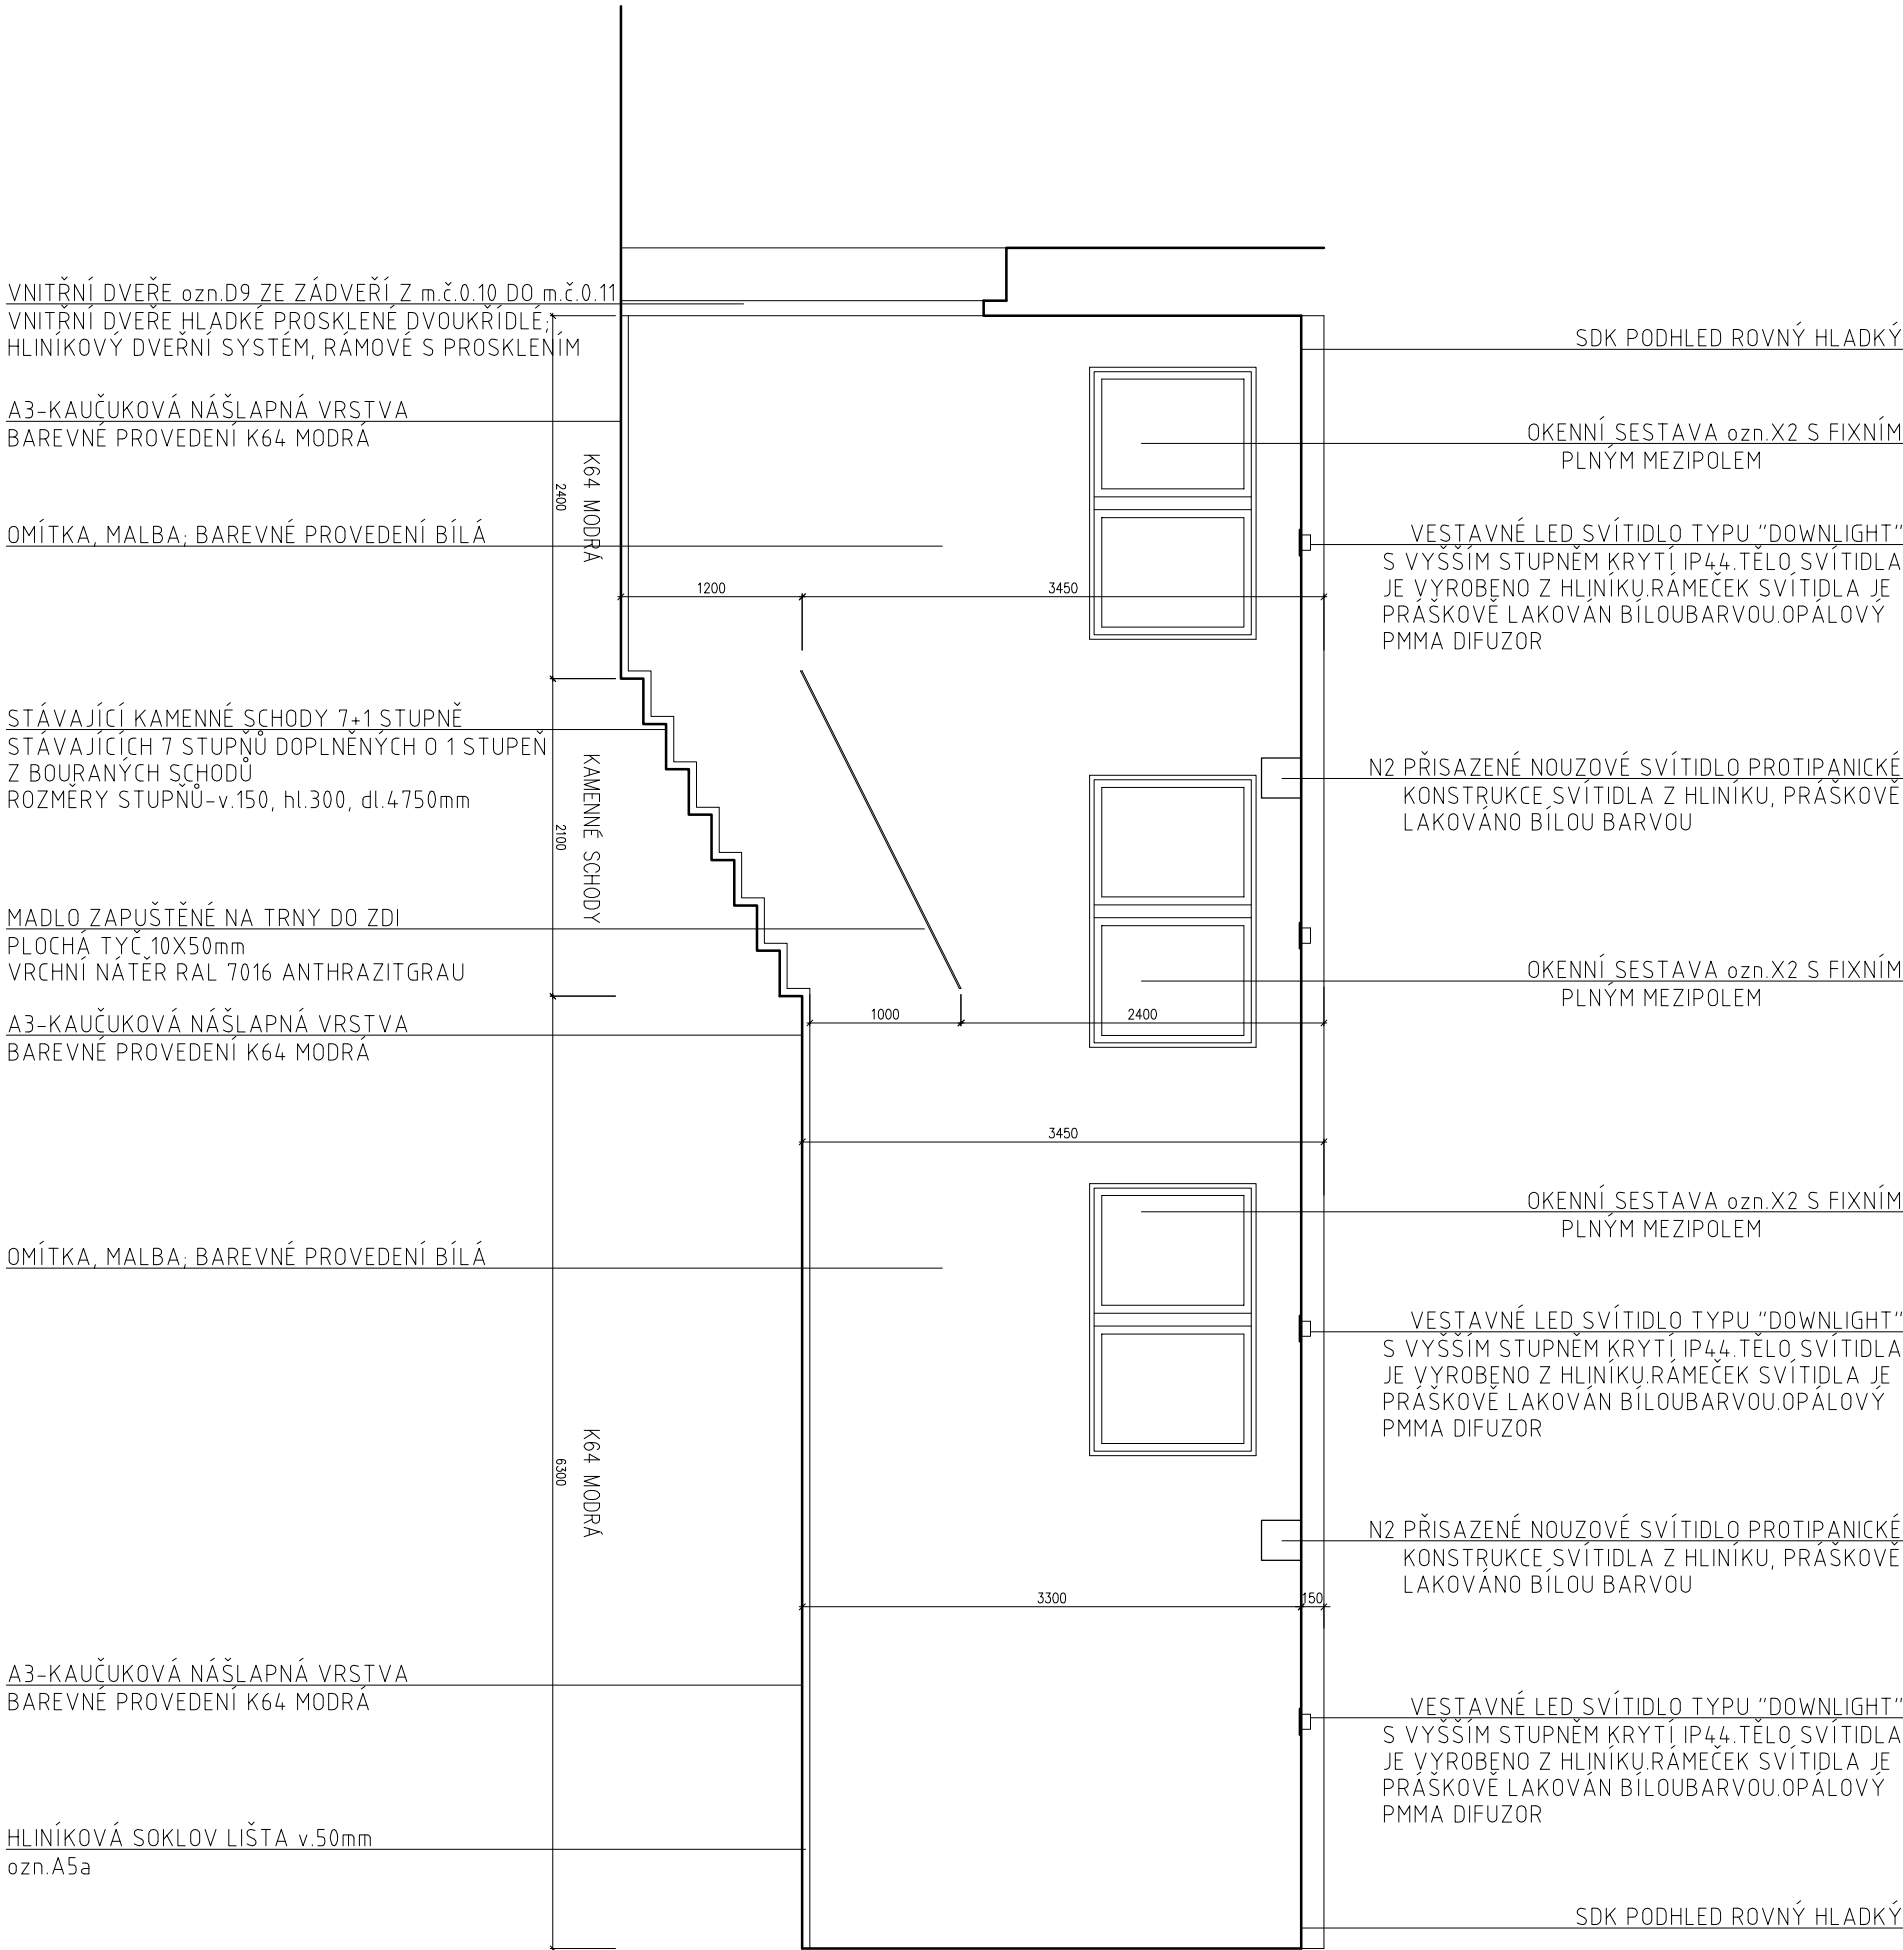 VNITŘNÍ DVEŘE ozn.D9 ZE ZÁDVEŘÍ Z m.č.0.10 DO m.č.0.11
VNITŘNÍ DVEŘE HLADKÉ PROSKLENÉ DVOUKŘÍDLÉ;
HLINÍKOVÝ DVEŘNÍ SYSTÉM, RÁMOVÉ S PROSKLENÍM
A3-KAUČUKOVÁ NÁŠLAPNÁ VRSTVA
BAREVNÉ PROVEDENÍ K64 MODRÁ
OMÍTKA, MALBA; BAREVNÉ PROVEDENÍ BÍLÁ
STÁVAJÍCÍ KAMENNÉ SCHODY 7+1 STUPNĚ
STÁVAJÍCÍCH 7 STUPŇŮ DOPLNĚNÝCH O 1 STUPEŇ
Z BOURANÝCH SCHODŮ
ROZMĚRY STUPŇŮ-v.150, hl.300, dl.4750mm
MADLO ZAPUŠTĚNÉ NA TRNY DO ZDI
PLOCHÁ TYČ 10X50mm
VRCHNÍ NÁTĚR RAL 7016 ANTHRAZITGRAU
A3-KAUČUKOVÁ NÁŠLAPNÁ VRSTVA
BAREVNÉ PROVEDENÍ K64 MODRÁ
OMÍTKA, MALBA; BAREVNÉ PROVEDENÍ BÍLÁ
A3-KAUČUKOVÁ NÁŠLAPNÁ VRSTVA
BAREVNÉ PROVEDENÍ K64 MODRÁ
HLINÍKOVÁ SOKLOV LIŠTA v.50mm
ozn.A5a
2400
K64 MODRÁ
2100
KAMENNÉ SCHODY
6300
K64 MODRÁ
1200
3450
1000
2400
3450
3300
150
SDK PODHLED ROVNÝ HLADKÝ
OKENNÍ SESTAVA ozn.X2 S FIXNÍM
PLNÝM MEZIPOLEM
VESTAVNÉ LED SVÍTIDLO TYPU "DOWNLIGHT"
S VYŠŠÍM STUPNĚM KRYTÍ IP44.TĚLO SVÍTIDLA
JE VYROBENO Z HLINÍKU.RÁMEČEK SVÍTIDLA JE
PRÁŠKOVĚ LAKOVÁN BÍLOUBARVOU.OPÁLOVÝ
PMMA DIFUZOR
N2 PŘISAZENÉ NOUZOVÉ SVÍTIDLO PROTIPANICKÉ
KONSTRUKCE SVÍTIDLA Z HLINÍKU, PRÁŠKOVĚ
LAKOVÁNO BÍLOU BARVOU
OKENNÍ SESTAVA ozn.X2 S FIXNÍM
PLNÝM MEZIPOLEM
OKENNÍ SESTAVA ozn.X2 S FIXNÍM
PLNÝM MEZIPOLEM
VESTAVNÉ LED SVÍTIDLO TYPU "DOWNLIGHT"
S VYŠŠÍM STUPNĚM KRYTÍ IP44.TĚLO SVÍTIDLA
JE VYROBENO Z HLINÍKU.RÁMEČEK SVÍTIDLA JE
PRÁŠKOVĚ LAKOVÁN BÍLOUBARVOU.OPÁLOVÝ
PMMA DIFUZOR
N2 PŘISAZENÉ NOUZOVÉ SVÍTIDLO PROTIPANICKÉ
KONSTRUKCE SVÍTIDLA Z HLINÍKU, PRÁŠKOVĚ
LAKOVÁNO BÍLOU BARVOU
VESTAVNÉ LED SVÍTIDLO TYPU "DOWNLIGHT"
S VYŠŠÍM STUPNĚM KRYTÍ IP44.TĚLO SVÍTIDLA
JE VYROBENO Z HLINÍKU.RÁMEČEK SVÍTIDLA JE
PRÁŠKOVĚ LAKOVÁN BÍLOUBARVOU.OPÁLOVÝ
PMMA DIFUZOR
SDK PODHLED ROVNÝ HLADKÝ